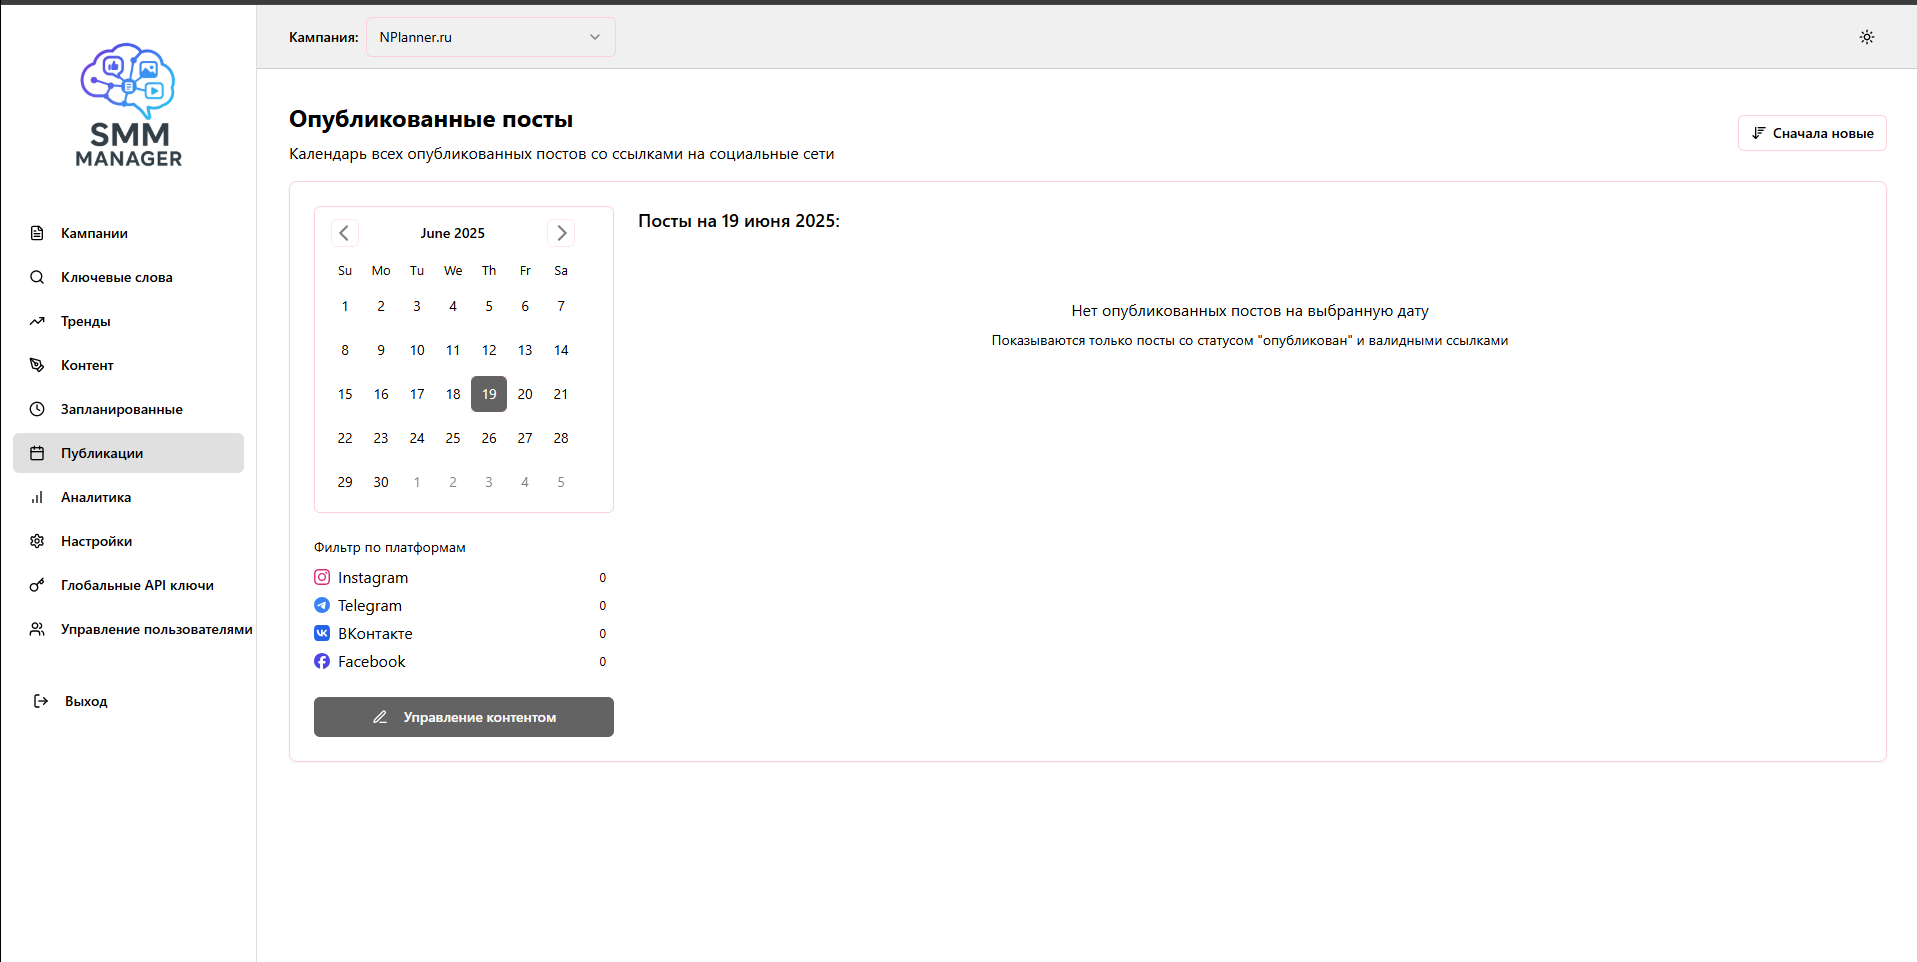 SMM
MANAGER
Кампании
Ключевые слова
Тренды
Контент
Запланированные
Публикации
Аналитика
Настройки
Глобальные API ключи
Управление пользователями
Выход
Кампания: NPlanner.ru
Опубликованные посты
Календарь всех опубликованных постов со ссылками на социальные сети
Сначала новые
June 2025
Su Mo Tu We Th Fr Sa
1 2 3 4 5 6 7
8 9 10 11 12 13 14
15 16 17 18 19 20 21
22 23 24 25 26 27 28
29 30 1 2 3 4 5
Фильтр по платформам
Instagram 0
Telegram 0
ВКонтакте 0
Facebook 0
Управление контентом
Посты на 19 июня 2025:
Нет опубликованных постов на выбранную дату
Показываются только посты со статусом "опубликован" и валидными ссылками